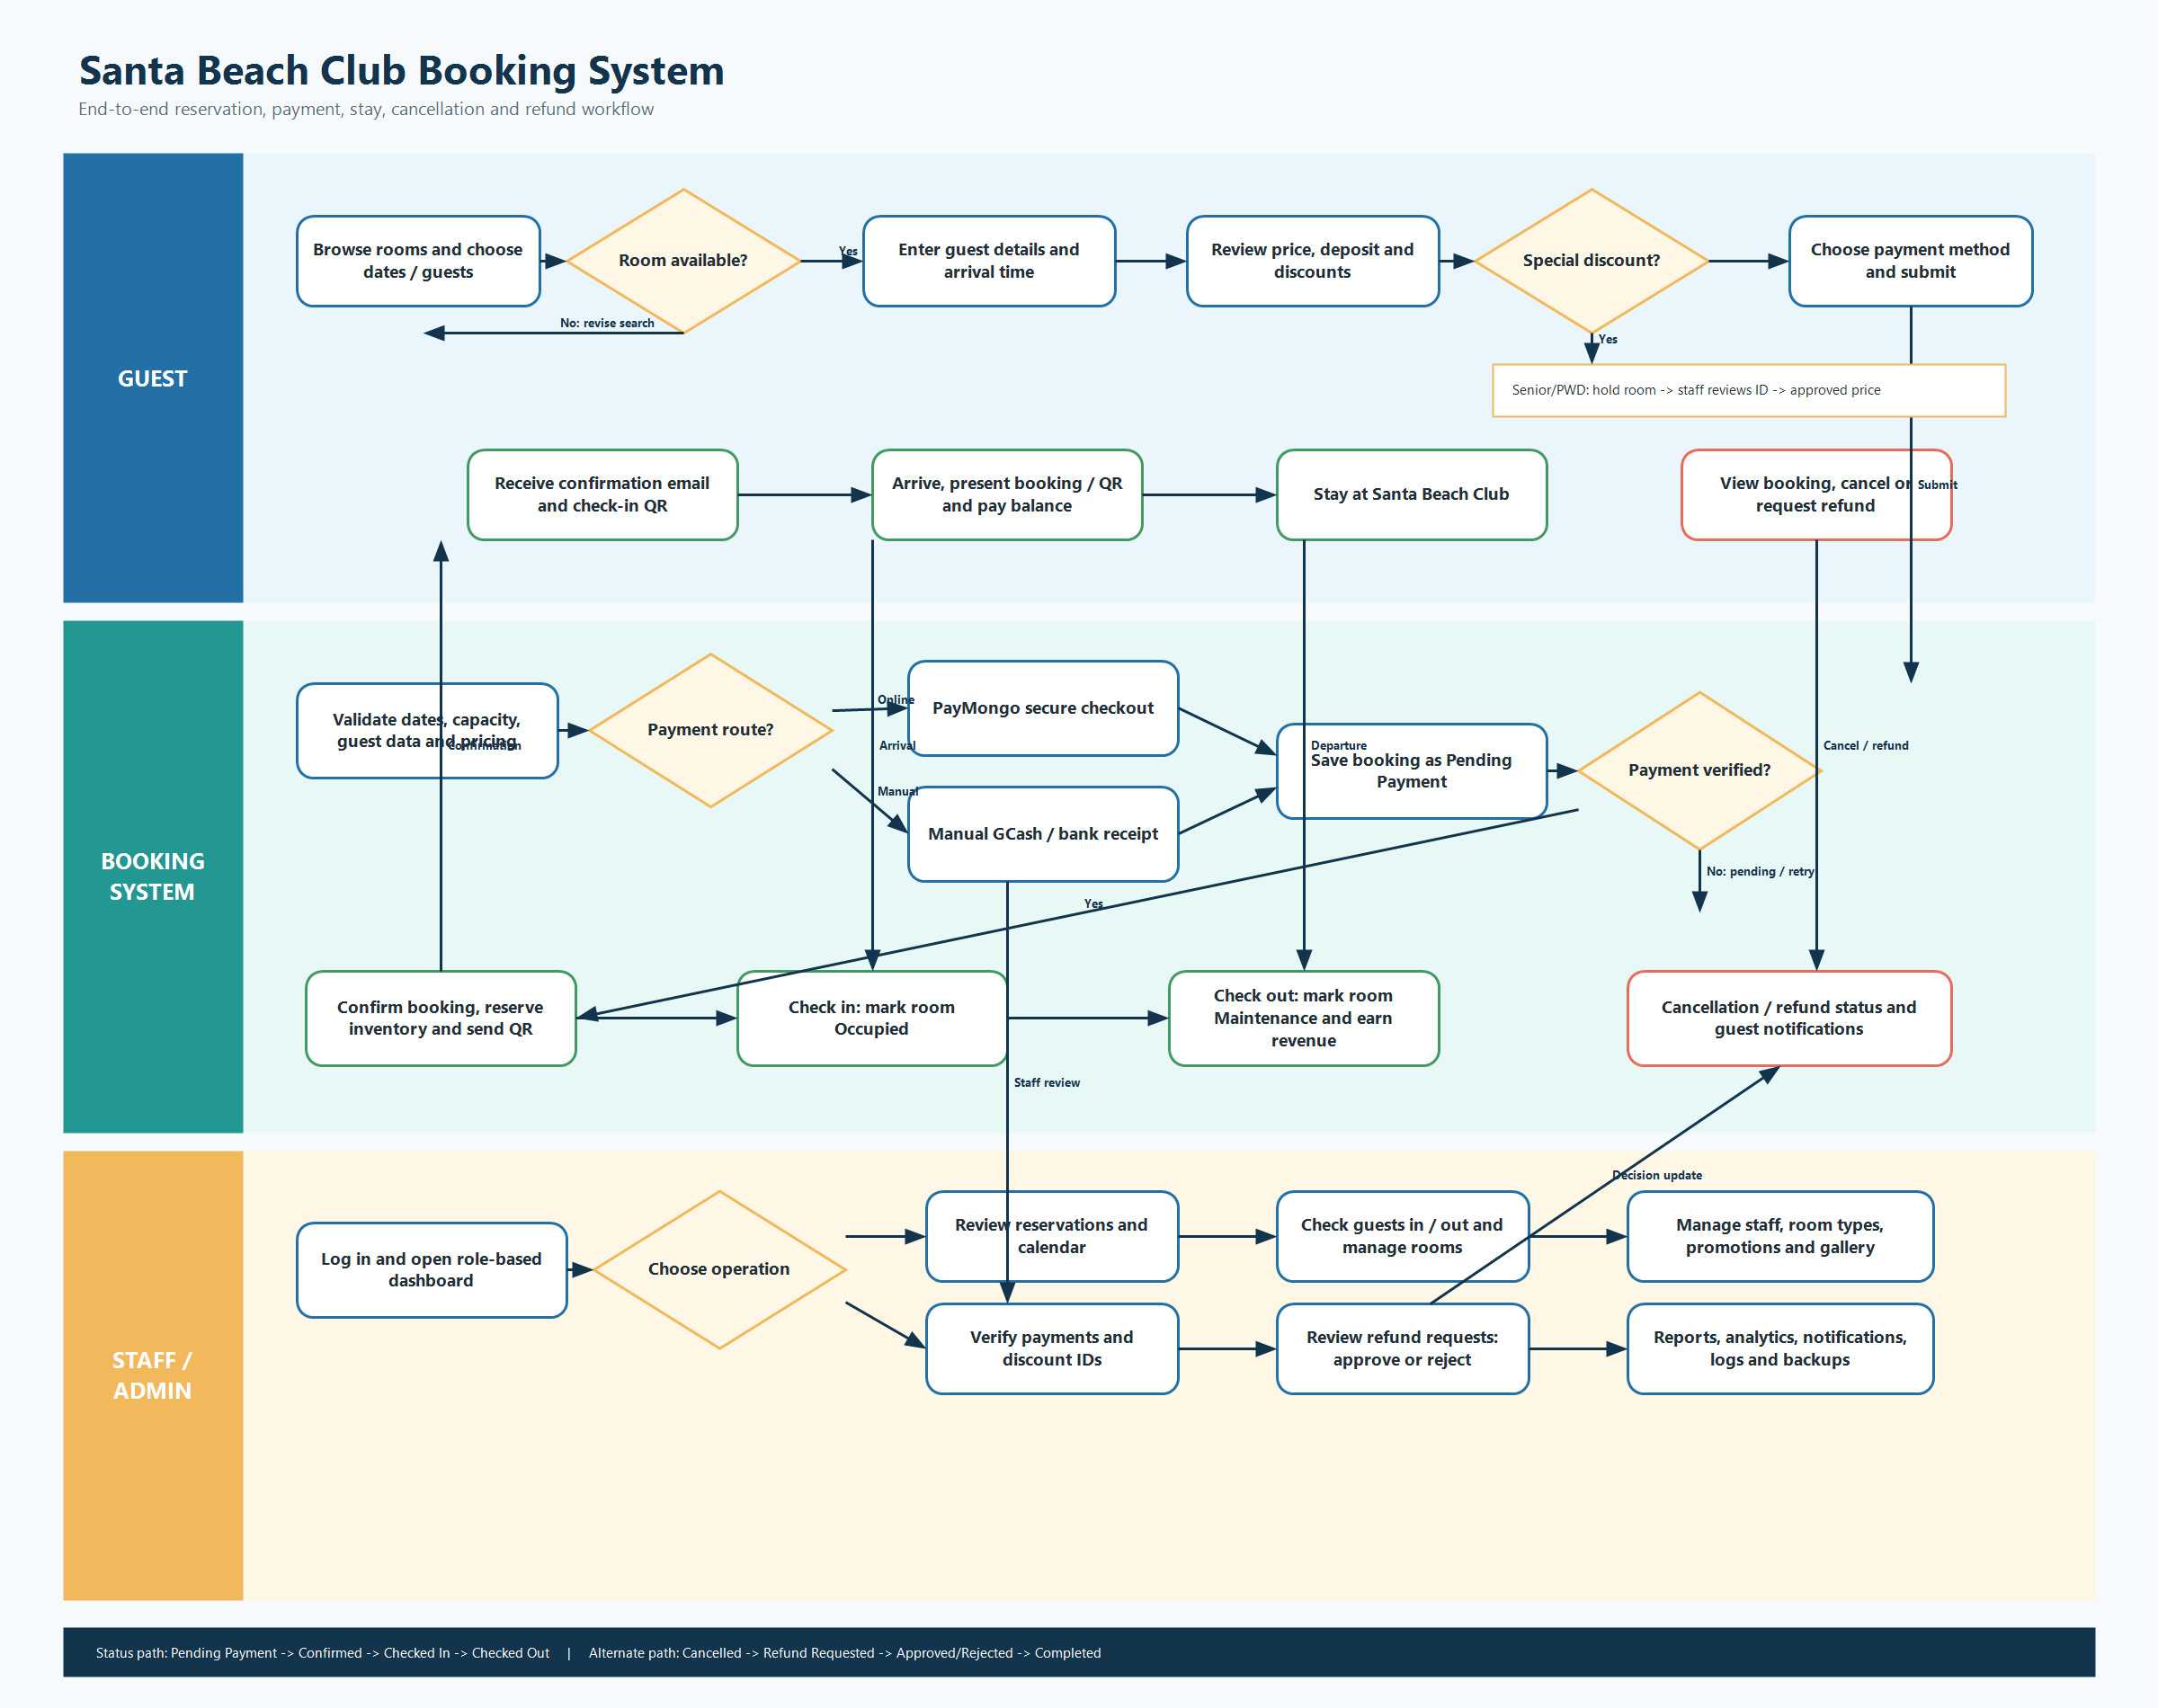 Santa Beach Club Booking System
End-to-end reservation, payment, stay, cancellation and refund workflow
GUEST
Browse rooms and choose
dates / guests
Room available?
Yes
No: revise search
Enter guest details and
arrival time
Review price, deposit and
discounts
Special discount?
Yes
Choose payment method
and submit
Senior/PWD: hold room -> staff reviews ID -> approved price
Receive confirmation email
and check-in QR
Arrive, present booking / QR
and pay balance
Stay at Santa Beach Club
View booking, cancel or
request refund
Submit
BOOKING
SYSTEM
Validate dates, capacity,
guest data and pricing
Confirmation
Payment route?
Online
Arrival
Manual
PayMongo secure checkout
Manual GCash / bank receipt
Departure
Save booking as Pending
Payment
Payment verified?
Cancel / refund
No: pending / retry
Yes
Confirm booking, reserve
inventory and send QR
Check in: mark room
Occupied
Check out: mark room
Maintenance and earn
revenue
Cancellation / refund status and
guest notifications
Staff review
STAFF /
ADMIN
Log in and open role-based
dashboard
Choose operation
Review reservations and
calendar
Check guests in / out and
manage rooms
Decision update
Manage staff, room types,
promotions and gallery
Verify payments and
discount IDs
Review refund requests:
approve or reject
Reports, analytics, notifications,
logs and backups
Status path: Pending Payment -> Confirmed -> Checked In -> Checked Out | Alternate path: Cancelled -> Refund Requested -> Approved/Rejected -> Completed